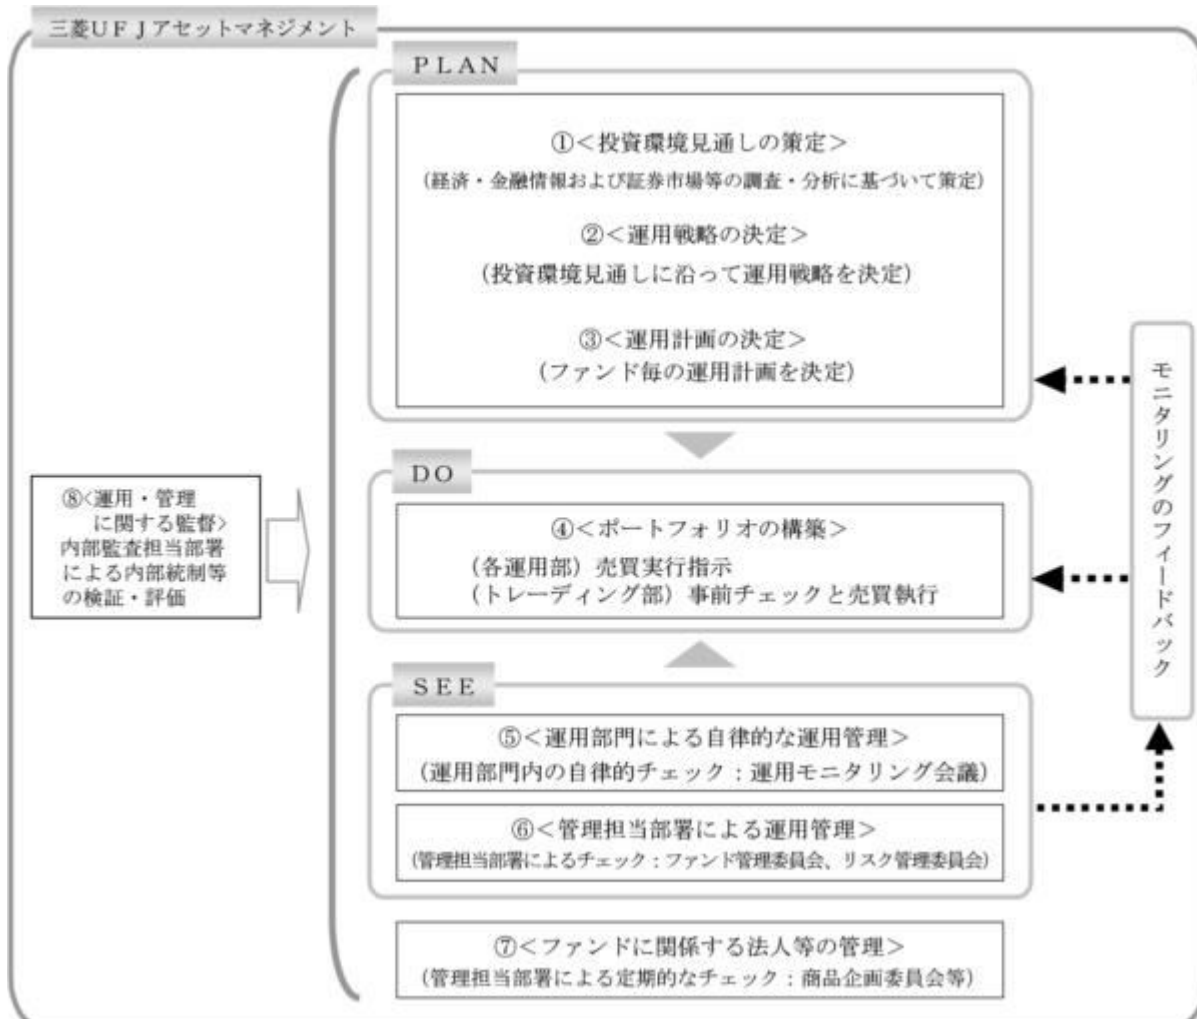 三菱ＵＦＪアセットマネジメント
ＰＬＡＮ
①＜投資環境見通しの策定＞
（経済・金融情報および証券市場等の調査・分析に基づいて策定）
②＜運用戦略の決定＞
（投資環境見通しに沿って運用戦略を決定）
③＜運用計画の決定＞
（ファンド毎の運用計画を決定）
ＤＯ
④＜ポートフォリオの構築＞
（各運用部）売買実行指示
（トレーディング部）事前チェックと売買執行
ＳＥＥ
⑤＜運用部門による自律的な運用管理＞
（運用部門内の自律的チェック：運用モニタリング会議）
⑥＜管理担当部署による運用管理＞
（管理担当部署によるチェック：ファンド管理委員会、リスク管理委員会）
⑦＜ファンドに関係する法人等の管理＞
（管理担当部署による定期的なチェック：商品企画委員会等）
⑧＜運用・管理
に関する監督＞
内部監査担当部署
による内部統制等
の検証・評価
モニタリングのフィードバック